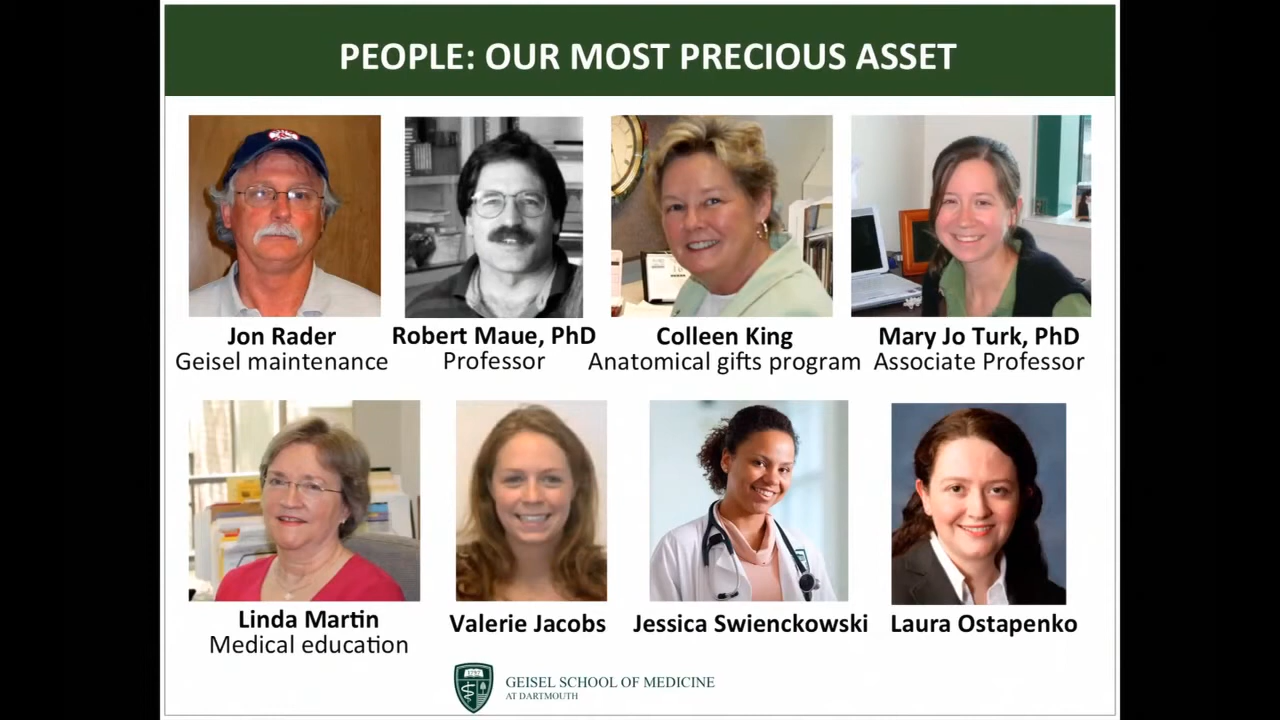 PEOPLE: OUR MOST PRECIOUS ASSET
Jon Rader
Geisel maintenance
Robert Maue, PhD
Professor
Colleen King
Anatomical gifts program
Mary Jo Turk, PhD
Associate Professor
Linda Martin
Medical education
Valerie Jacobs
Jessica Swienckowski
Laura Ostapenko
GEISEL SCHOOL OF MEDICINE
AT DARTMOUTH